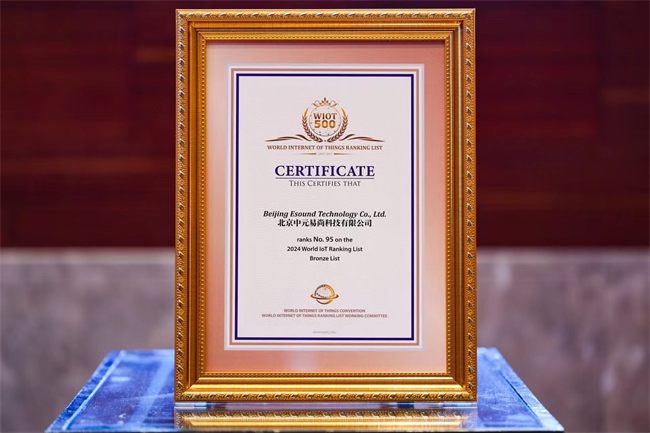 WIOT
500
WORLD INTERNET OF THINGS RANKING LIST
CERTIFICATE
THIS CERTIFIES THAT
Beijing Esound Technology Co., Ltd.
北京中元易尚科技有限公司
ranks No. 95 on the
2024 World IoT Ranking List
Bronze List
WORLD INTERNET OF THINGS CONVENTION
WORLD INTERNET OF THINGS RANKING LIST WORKING COMMITTEE